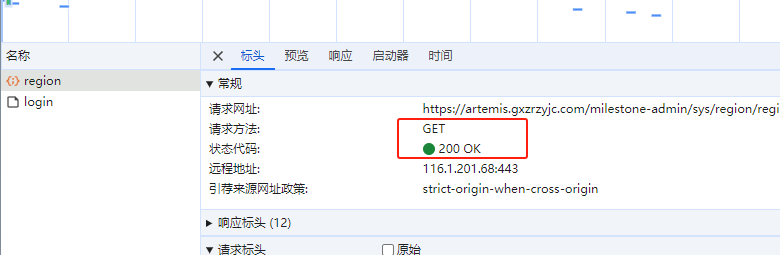 名称
标头 预览 响应 启动器 时间
region
常规
login
请求网址: https://artemis.gxzrzyjc.com/milestone-admin/sys/region/regi
请求方法: GET
状态代码: 200 OK
远程地址: 116.1.201.68:443
引荐来源网址政策: strict-origin-when-cross-origin
响应标头 (12)
请求标头 原始